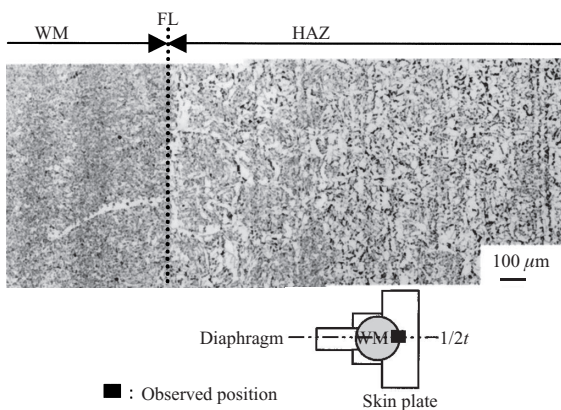 FL
WM
HAZ
100 μm
Diaphragm
WM
1/2t
: Observed position
Skin plate